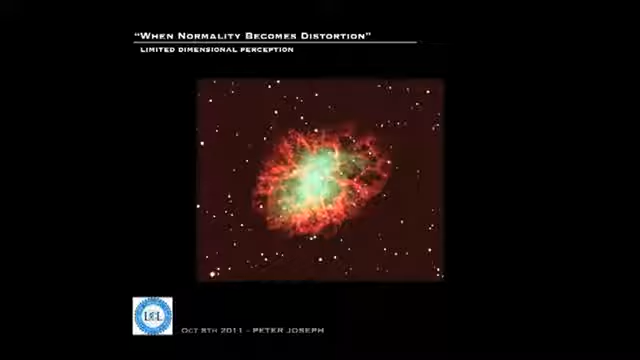 “When Normality Becomes Distortion”
Limited Dimensional Perception
Oct 8th 2011 - Peter Joseph